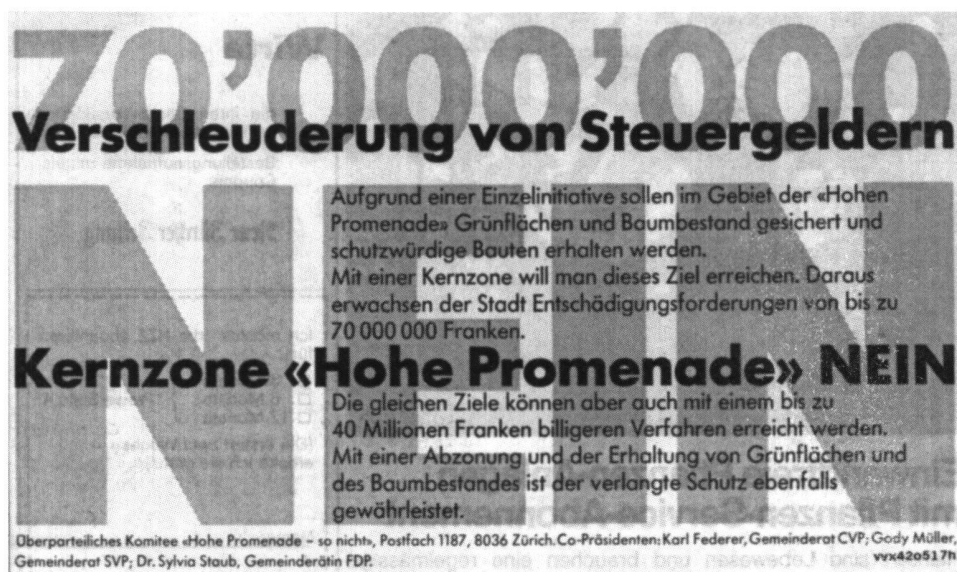 70’000’000
Verschleuderung von Steuergeldern
NEIN
Aufgrund einer Einzelinitiative sollen im Gebiet der «Hohen
Promenade» Grünflächen und Baumbestand gesichert und
schutzwürdige Bauten erhalten werden.
Mit einer Kernzone will man dieses Ziel erreichen. Daraus
erwachsen der Stadt Entschädigungsforderungen von bis zu
70 000 000 Franken.
Kernzone «Hohe Promenade» NEIN
Die gleichen Ziele können aber auch mit einem bis zu
40 Millionen Franken billigeren Verfahren erreicht werden.
Mit einer Abzonung und der Erhaltung von Grünflächen und
des Baumbestandes ist der verlangte Schutz ebenfalls
gewährleistet.
Überparteiliches Komitee «Hohe Promenade - so nicht», Postfach 1187, 8036 Zürich. Co-Präsidenten: Karl Federer, Gemeinderat CVP; Gody Müller,
Gemeinderat SVP; Dr. Sylvia Staub, Gemeinderätin FDP.
vvx42o517h